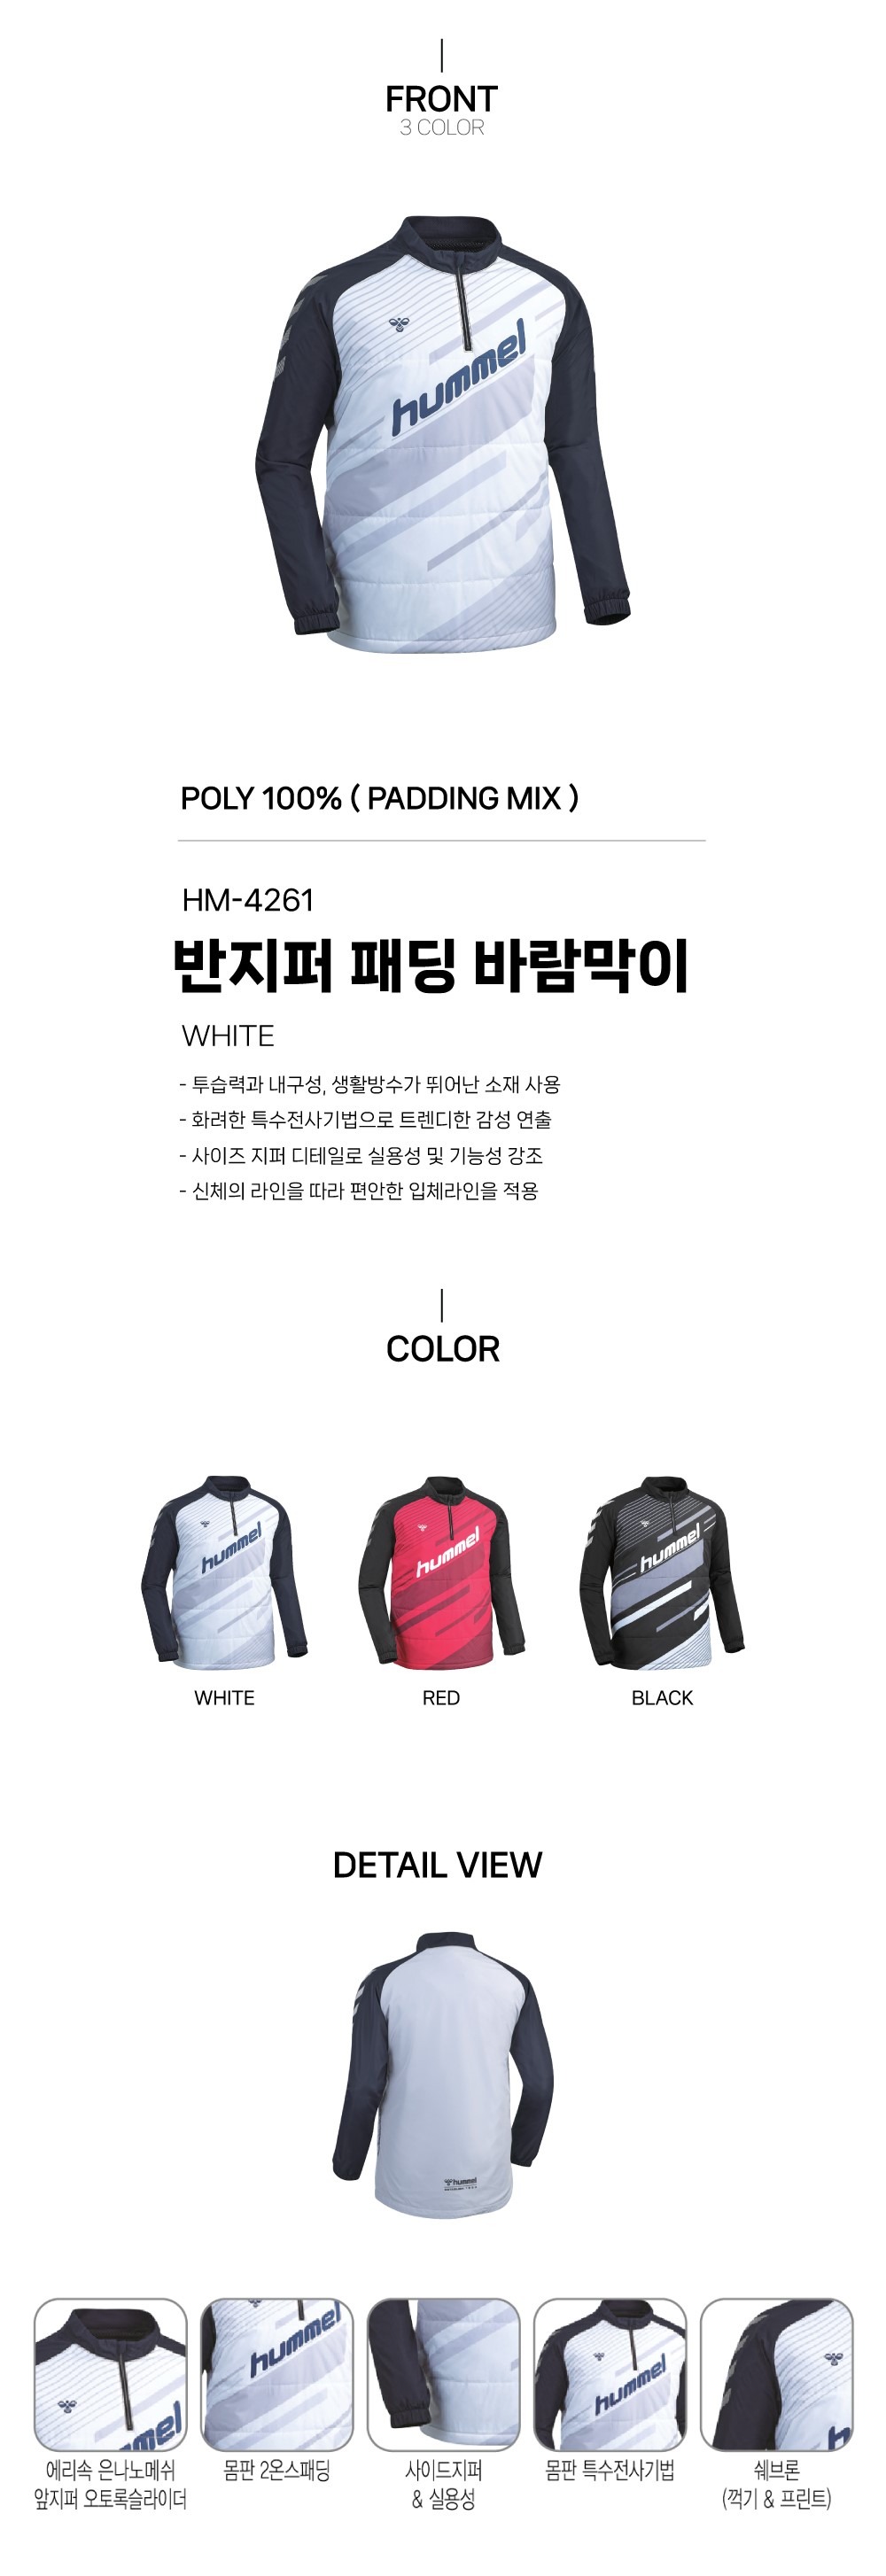 FRONT
3 COLOR
hummel
POLY 100% ( PADDING MIX )
HM-4261
반지퍼 패딩 바람막이
WHITE
- 투습력과 내구성, 생활방수가 뛰어난 소재 사용
- 화려한 특수전사기법으로 트렌디한 감성 연출
- 사이즈 지퍼 디테일로 실용성 및 기능성 강조
- 신체의 라인을 따라 편안한 입체라인을 적용
COLOR
hummel hummel hummel
WHITE RED BLACK
DETAIL VIEW
hummel
hummel hummel
에리속 은나노메쉬 몸판 2온스패딩 사이드지퍼 몸판 특수전사기법 쉐브론
앞지퍼 오토록슬라이더 & 실용성 (꺽기 & 프린트)